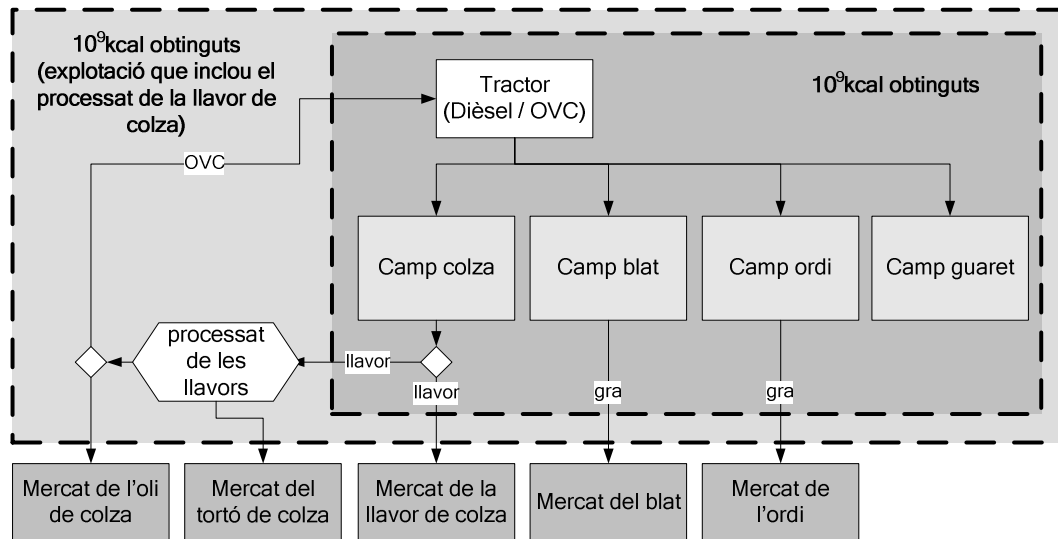 10⁹kcal obtinguts
(explotació que inclou el
processat de la llavor de
colza)
Tractor
(Dièsel / OVC)
10⁹kcal obtinguts
OVC
Camp colza
Camp blat
Camp ordi
Camp guaret
processat
de les
llavors
llavor
llavor
gra
gra
Mercat de l'oli
de colza
Mercat del
tortó de colza
Mercat de la
llavor de colza
Mercat del blat
Mercat de
l'ordi